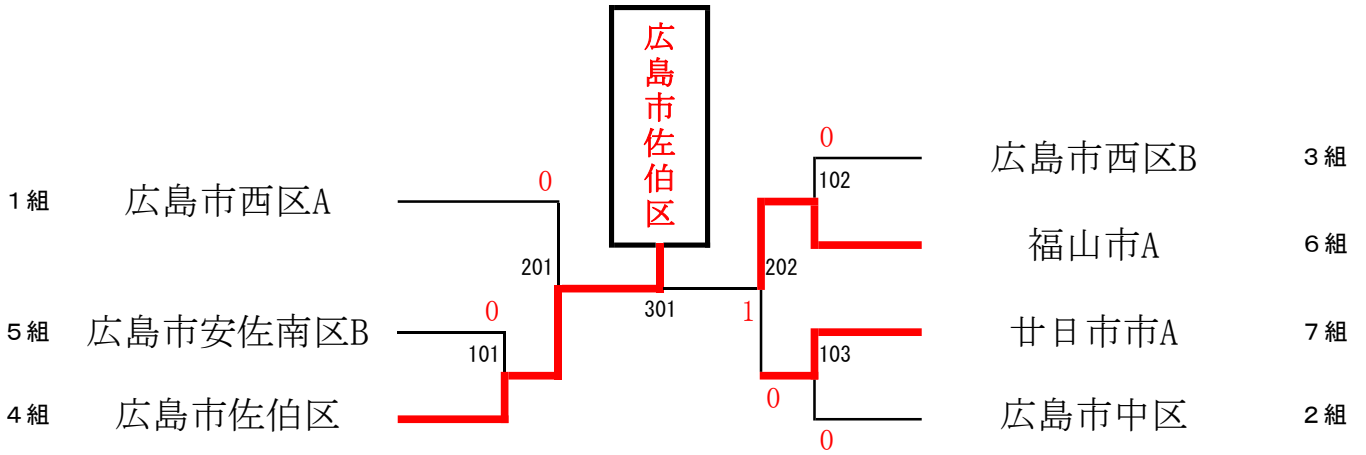 広島市佐伯区
0
広島市西区B
3組
102
1組
広島市西区A
0
福山市A
6組
201
202
301
1
5組
広島市安佐南区B
0
101
廿日市市A
7組
103
4組
広島市佐伯区
0
広島市中区
2組
0